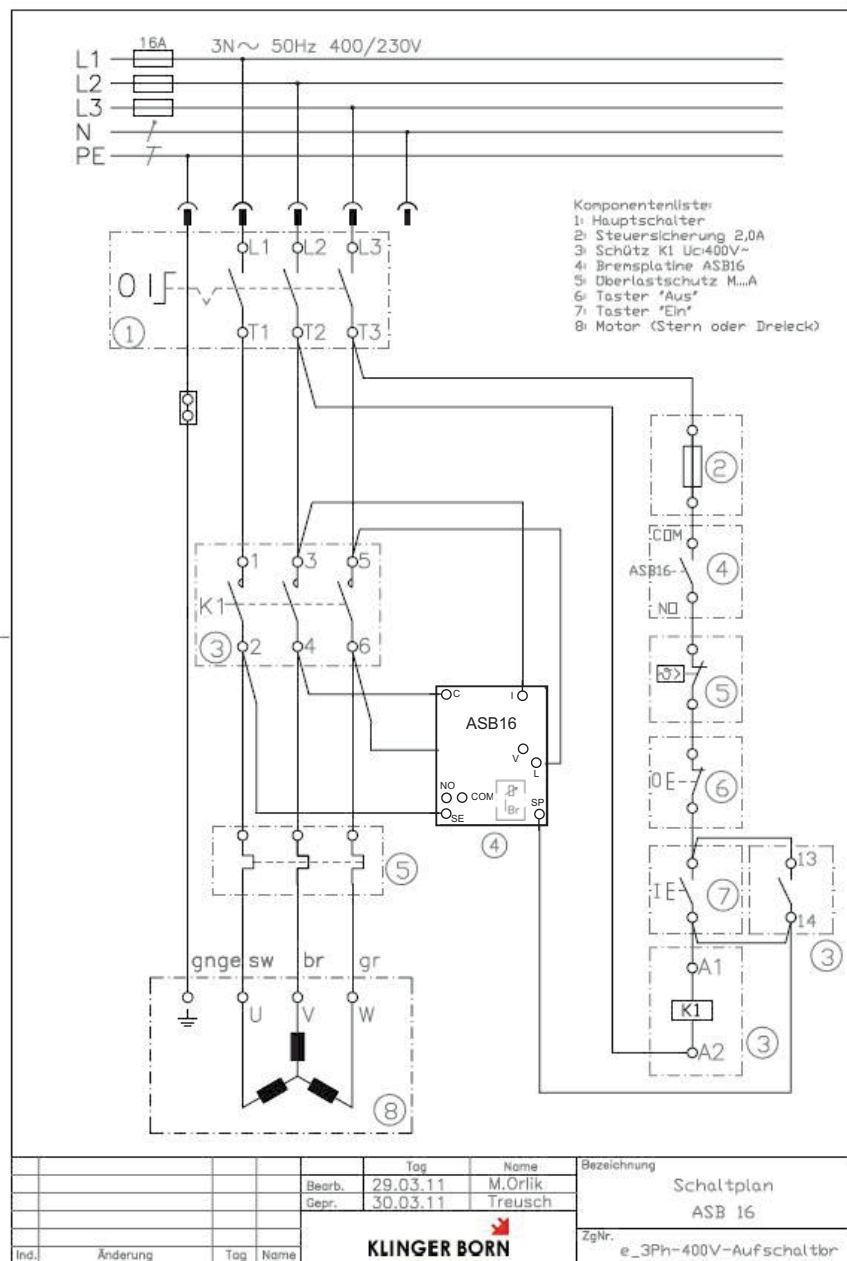 16A 3N~ 50Hz 400/230V
L1
L2
L3
N
PE
Komponentenliste:
1: Hauptschalter
2: Steuersicherung 2,0A
3: Schütz K1 Uc:400V~
4: Bremsplatine ASB16
5: Überlastschutz M...A
6: Taster "Aus"
7: Taster "Ein"
8: Motor (Stern oder Dreieck)
L1 L2 L3
0 I
1 T1 T2 T3
2
COM
ASB16 4
NO
1 3 5
K1
3 2 4 6
ϑ> 5
C I
ASB16
V
L
NO COM Br SP
SE
4
0 E 6
5
I E 7 13
14
3
gnge sw br gr
A1
K1
A2 3
U V W
8
Tag Name Bezeichnung
Bearb. 29.03.11 M.Orlik Schaltplan
Gepr. 30.03.11 Treusch ASB 16
KLINGER BORN
ZgNr.
e_3Ph-400V-Aufschaltbr
Ind. Änderung Tag Name